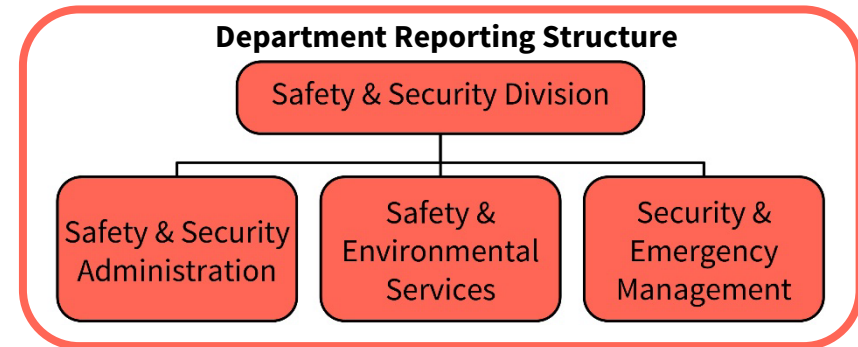 Department Reporting Structure
Safety & Security Division
Safety & Security
Administration
Safety &
Environmental
Services
Security &
Emergency
Management